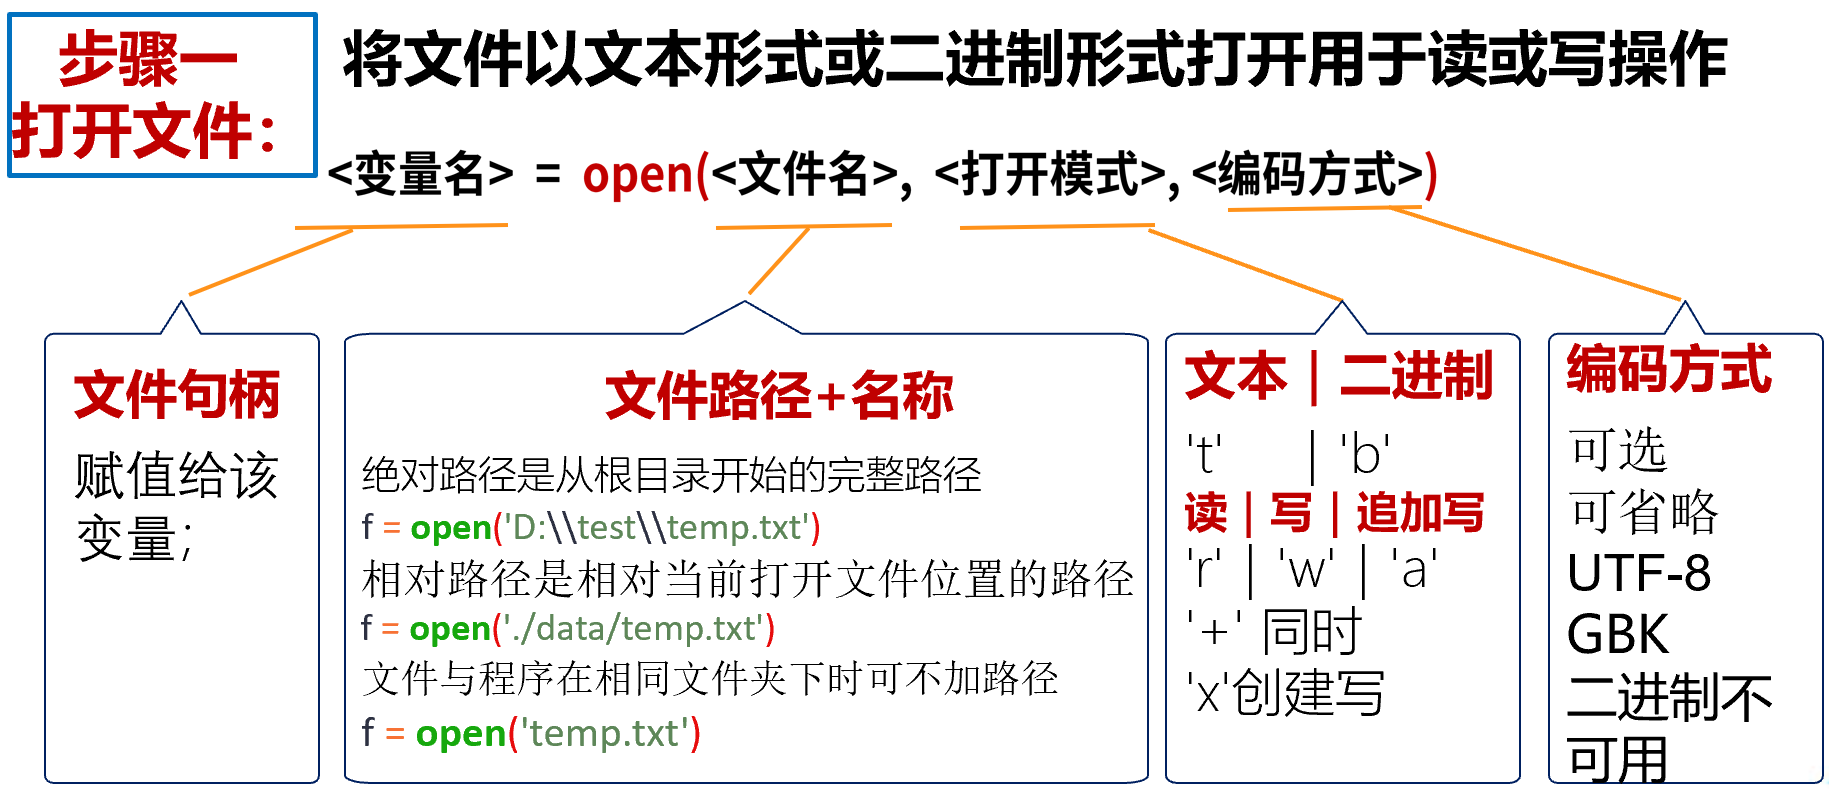 步骤一
打开文件：
将文件以文本形式或二进制形式打开用于读或写操作
<变量名> = open(<文件名>, <打开模式>,<编码方式>)
文件句柄
赋值给该
变量；
文件路径+名称
绝对路径是从根目录开始的完整路径
f = open('D:\\test\\temp.txt')
相对路径是相对当前打开文件位置的路径
f = open('./data/temp.txt')
文件与程序在相同文件夹下时可不加路径
f = open('temp.txt')
文本 | 二进制
't' | 'b'
读 | 写 | 追加写
'r' | 'w' | 'a'
'+' 同时
'x'创建写
编码方式
可选
可省略
UTF-8
GBK
二进制不
可用